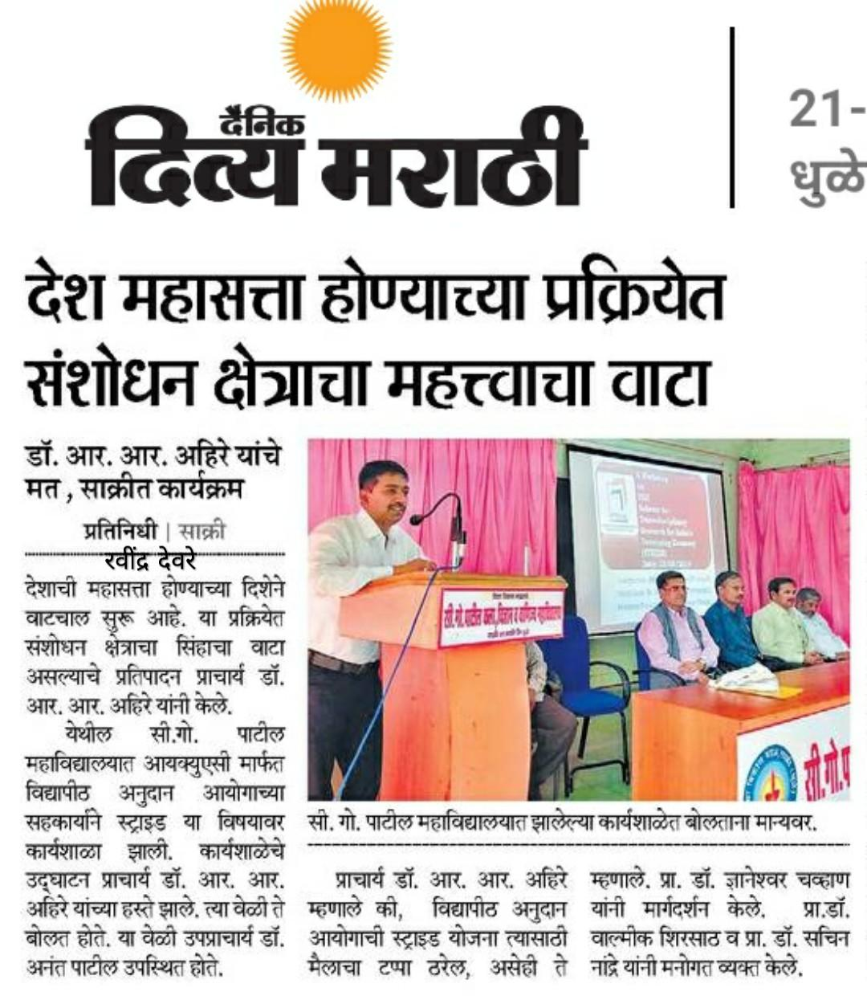 दैनिक
दिव्य मराठी
21-
धुळे
देश महासत्ता होण्याच्या प्रक्रियेत
संशोधन क्षेत्राचा महत्त्वाचा वाटा
डॉ. आर. आर. अहिरे यांचे
मत , साक्रीत कार्यक्रम
प्रतिनिधी | साक्री
रवींद्र देवरे
देशाची महासत्ता होण्याच्या दिशेने
वाटचाल सुरू आहे. या प्रक्रियेत
संशोधन क्षेत्राचा सिंहाचा वाटा
असल्याचे प्रतिपादन प्राचार्य डॉ.
आर. आर. अहिरे यांनी केले.
येथील सी.गो. पाटील
महाविद्यालयात आयक्युएसी मार्फत
विद्यापीठ अनुदान आयोगाच्या
सहकार्याने स्ट्राइड या विषयावर
कार्यशाळा झाली. कार्यशाळेचे
उद्घाटन प्राचार्य डॉ. आर. आर.
अहिरे यांच्या हस्ते झाले. त्या वेळी ते
बोलत होते. या वेळी उपप्राचार्य डॉ.
अनंत पाटील उपस्थित होते.
सी.गो.पाटील कला, विज्ञान व वाणिज्य महाविद्यालय
सी.गो.प
सी. गो. पाटील महाविद्यालयात झालेल्या कार्यशाळेत बोलताना मान्यवर.
प्राचार्य डॉ. आर. आर. अहिरे
म्हणाले की, विद्यापीठ अनुदान
आयोगाची स्ट्राइड योजना त्यासाठी
मैलाचा टप्पा ठरेल, असेही ते
म्हणाले. प्रा. डॉ. ज्ञानेश्वर चव्हाण
यांनी मार्गदर्शन केले. प्रा.डॉ.
वाल्मीक शिरसाठ व प्रा. डॉ. सचिन
नांद्रे यांनी मनोगत व्यक्त केले.